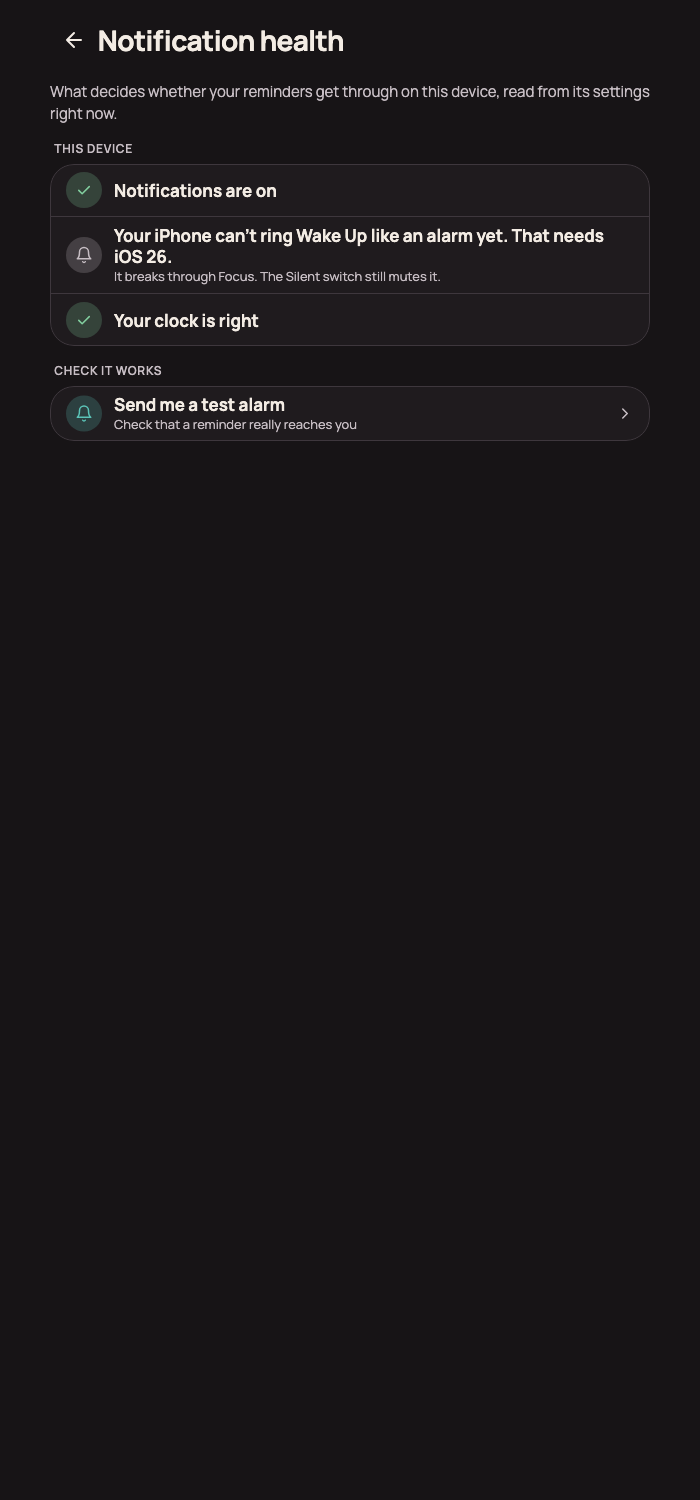 Notification health
What decides whether your reminders get through on this device, read from its settings
right now.
THIS DEVICE
Notifications are on
Your iPhone can’t ring Wake Up like an alarm yet. That needs
iOS 26.
It breaks through Focus. The Silent switch still mutes it.
Your clock is right
CHECK IT WORKS
Send me a test alarm
Check that a reminder really reaches you